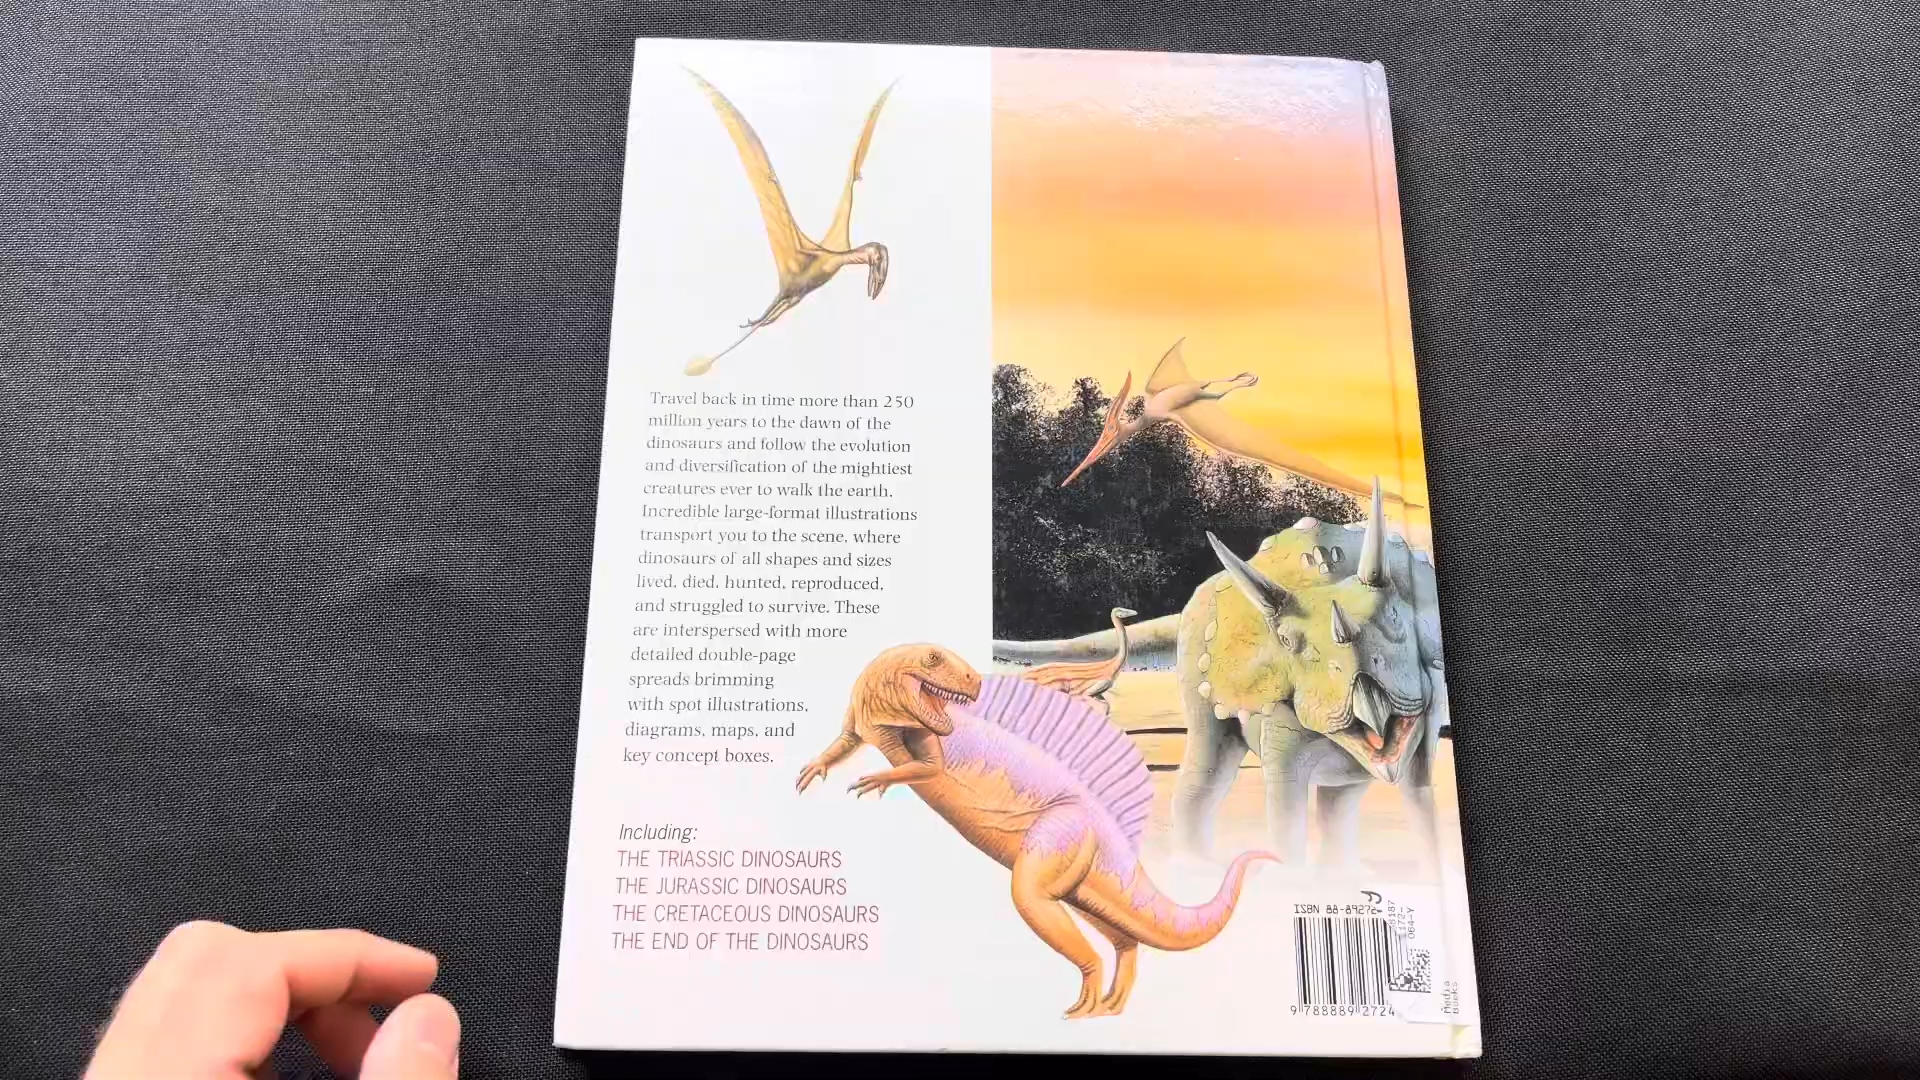 Travel back in time more than 250
million years to the dawn of the
dinosaurs and follow the evolution
and diversification of the mightiest
creatures ever to walk the earth.
Incredible large-format illustrations
transport you to the scene, where
dinosaurs of all shapes and sizes
lived, died, hunted, reproduced,
and struggled to survive. These
are interspersed with more
detailed double-page
spreads brimming
with spot illustrations,
diagrams, maps, and
key concept boxes.
Including:
THE TRIASSIC DINOSAURS
THE JURASSIC DINOSAURS
THE CRETACEOUS DINOSAURS
THE END OF THE DINOSAURS
ISBN 88-89272-
9 788889 2724
Media
Books